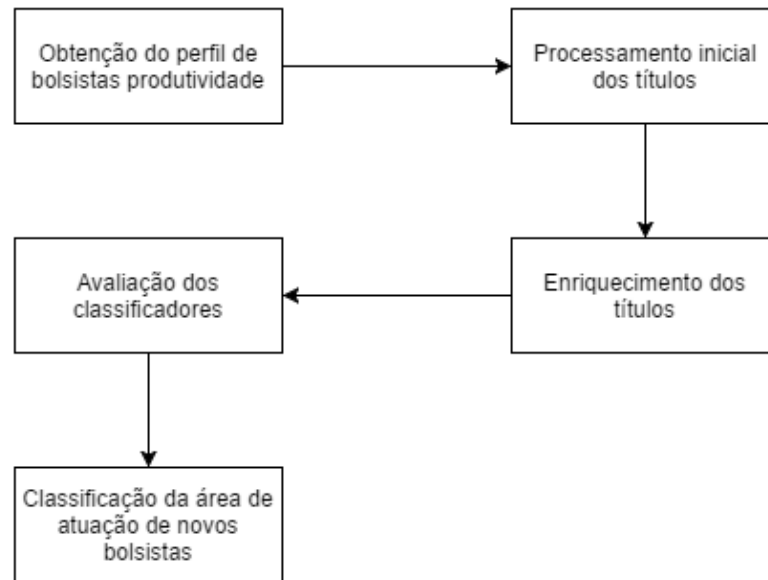 Obtenção do perfil de
bolsistas produtividade
Processamento inicial
dos títulos
Enriquecimento dos
títulos
Avaliação dos
classificadores
Classificação da área de
atuação de novos
bolsistas